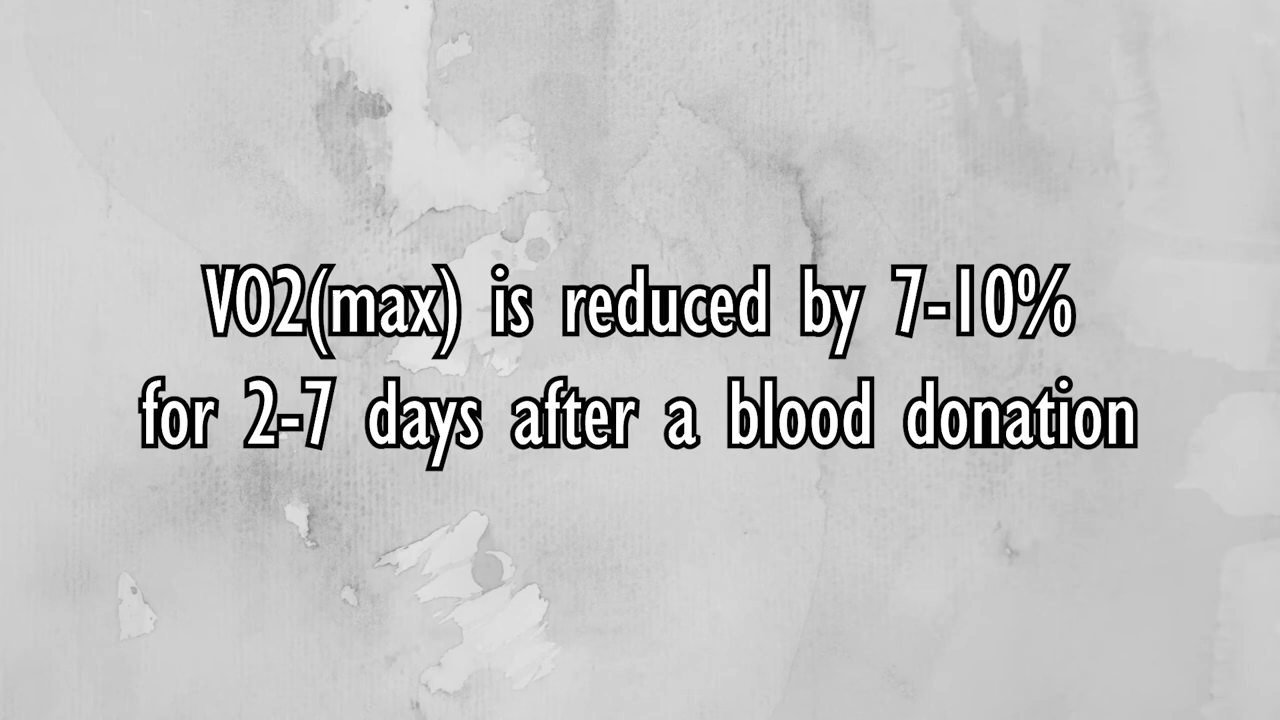 VO2(max) is reduced by 7-10%
for 2-7 days after a blood donation